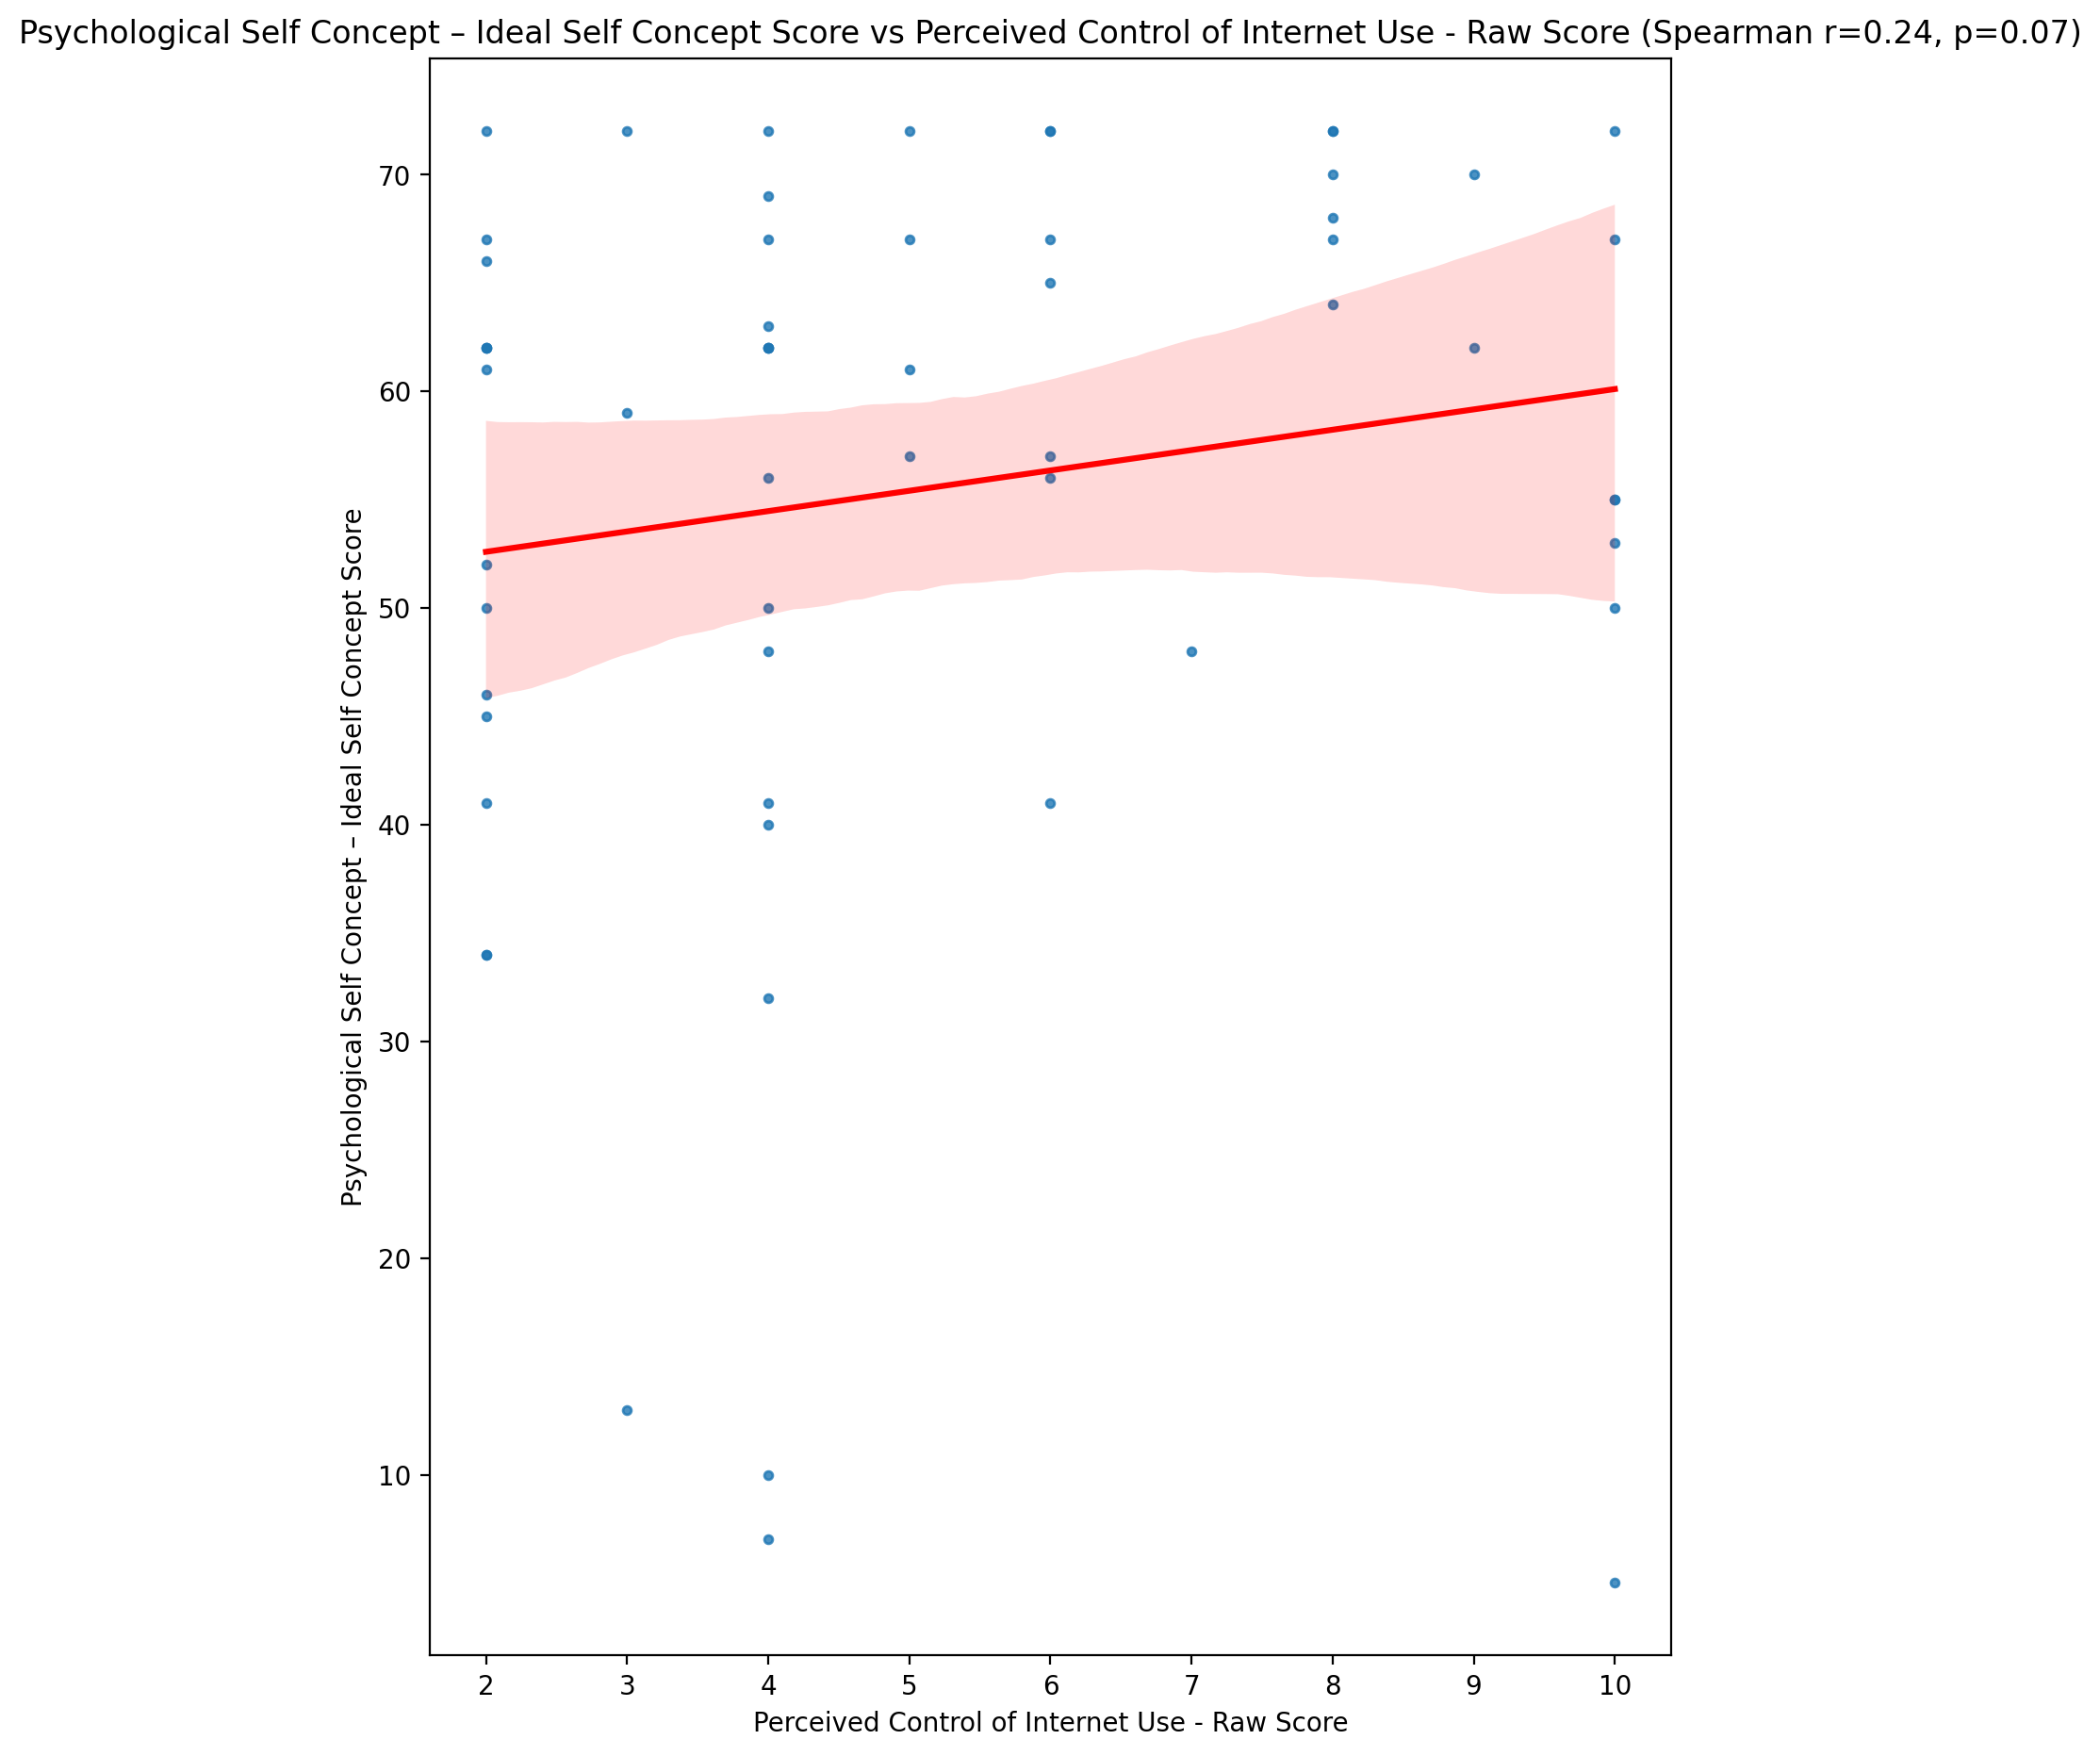 Psychological Self Concept – Ideal Self Concept Score vs Perceived Control of Internet Use - Raw Score (Spearman r=0.24, p=0.07)
Psychological Self Concept – Ideal Self Concept Score
70
60
50
40
30
20
10
2 3 4 5 6 7 8 9 10
Perceived Control of Internet Use - Raw Score